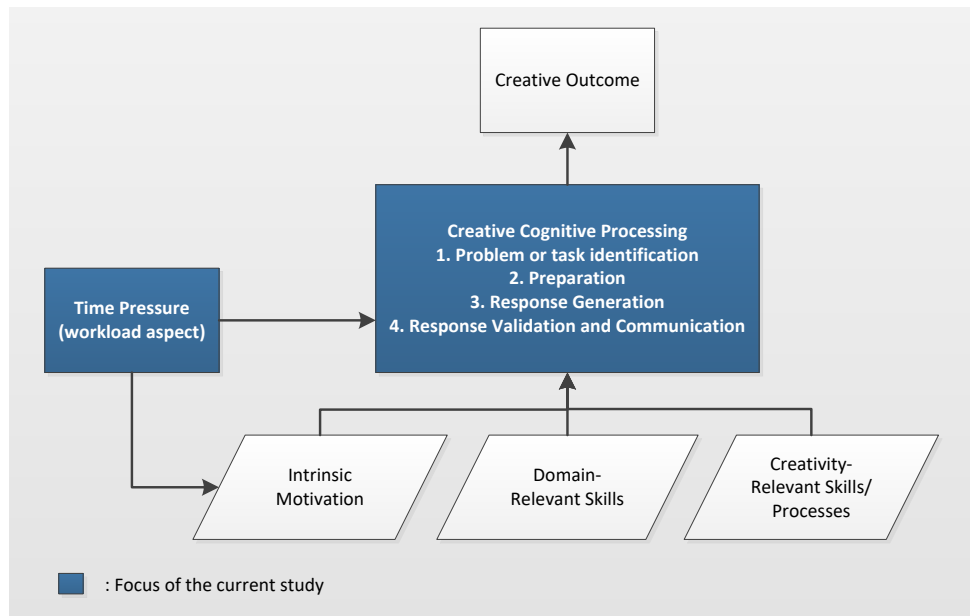 Creative Outcome
Creative Cognitive Processing
1. Problem or task identification
2. Preparation
3. Response Generation
4. Response Validation and Communication
Time Pressure
(workload aspect)
Intrinsic
Motivation
Domain-
Relevant Skills
Creativity-
Relevant Skills/
Processes
: Focus of the current study